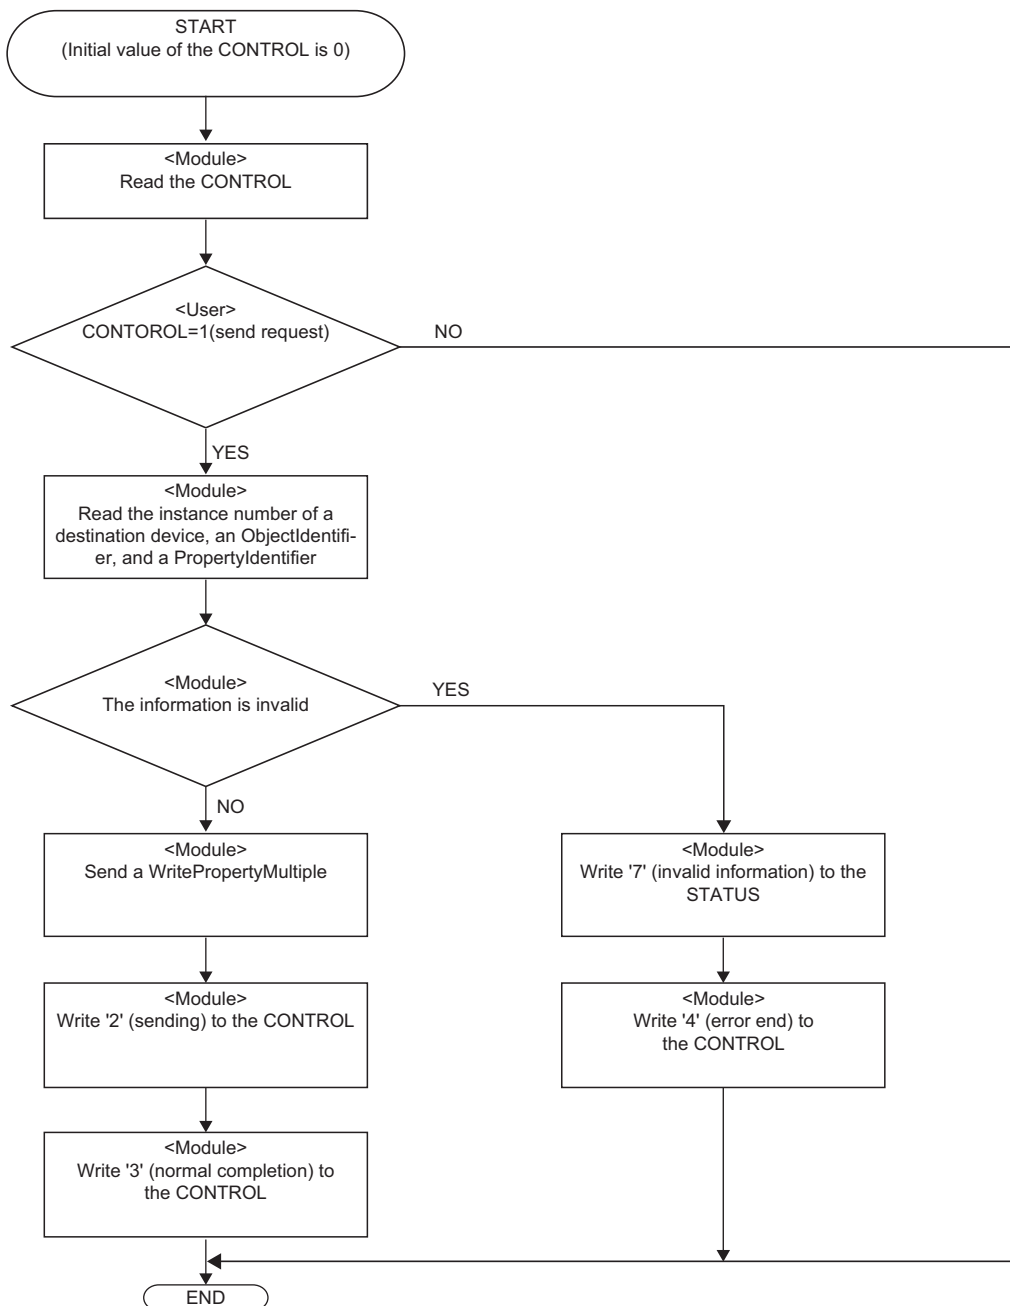 START
(Initial value of the CONTROL is 0)
<Module>
Read the CONTROL
<User>
CONTOROL=1(send request)
NO
YES
<Module>
Read the instance number of a
destination device, an ObjectIdentifi-
er, and a PropertyIdentifier
<Module>
The information is invalid
YES
NO
<Module>
Send a WritePropertyMultiple
<Module>
Write '7' (invalid information) to the
STATUS
<Module>
Write '2' (sending) to the CONTROL
<Module>
Write '4' (error end) to
the CONTROL
<Module>
Write '3' (normal completion) to
the CONTROL
END